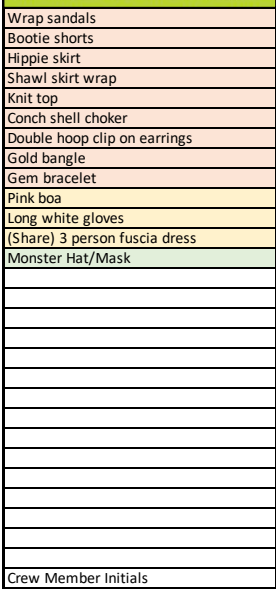 Wrap sandals
Bootie shorts
Hippie skirt
Shawl skirt wrap
Knit top
Conch shell choker
Double hoop clip on earrings
Gold bangle
Gem bracelet
Pink boa
Long white gloves
(Share) 3 person fuscia dress
Monster Hat/Mask
Crew Member Initials